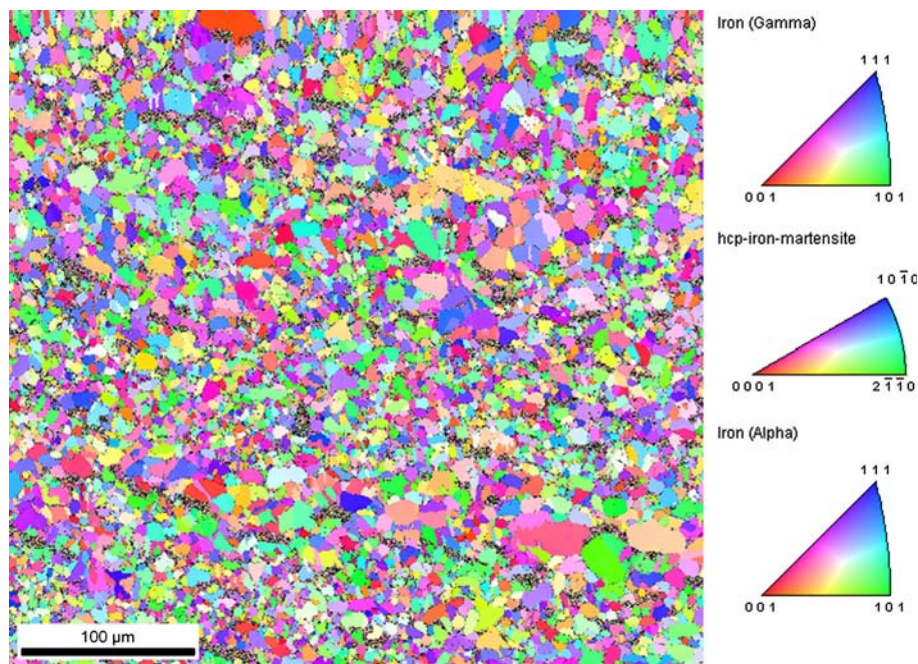 Iron (Gamma)
1 1 1
0 0 1
1 0 1
hcp-iron-martensite
1 0 1̄ 0
0 0 0 1
2 1̄ 1̄ 0
Iron (Alpha)
1 1 1
0 0 1
1 0 1
100 µm